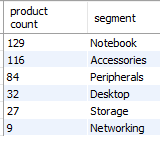 product count segment
129 Notebook
116 Accessories
84 Peripherals
32 Desktop
27 Storage
9 Networking